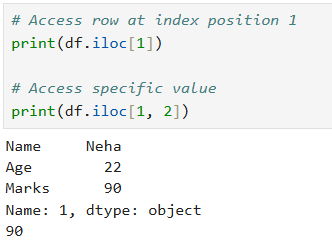 # Access row at index position 1
print(df.iloc[1])
# Access specific value
print(df.iloc[1, 2])
Name     Neha
Age        22
Marks      90
Name: 1, dtype: object
90